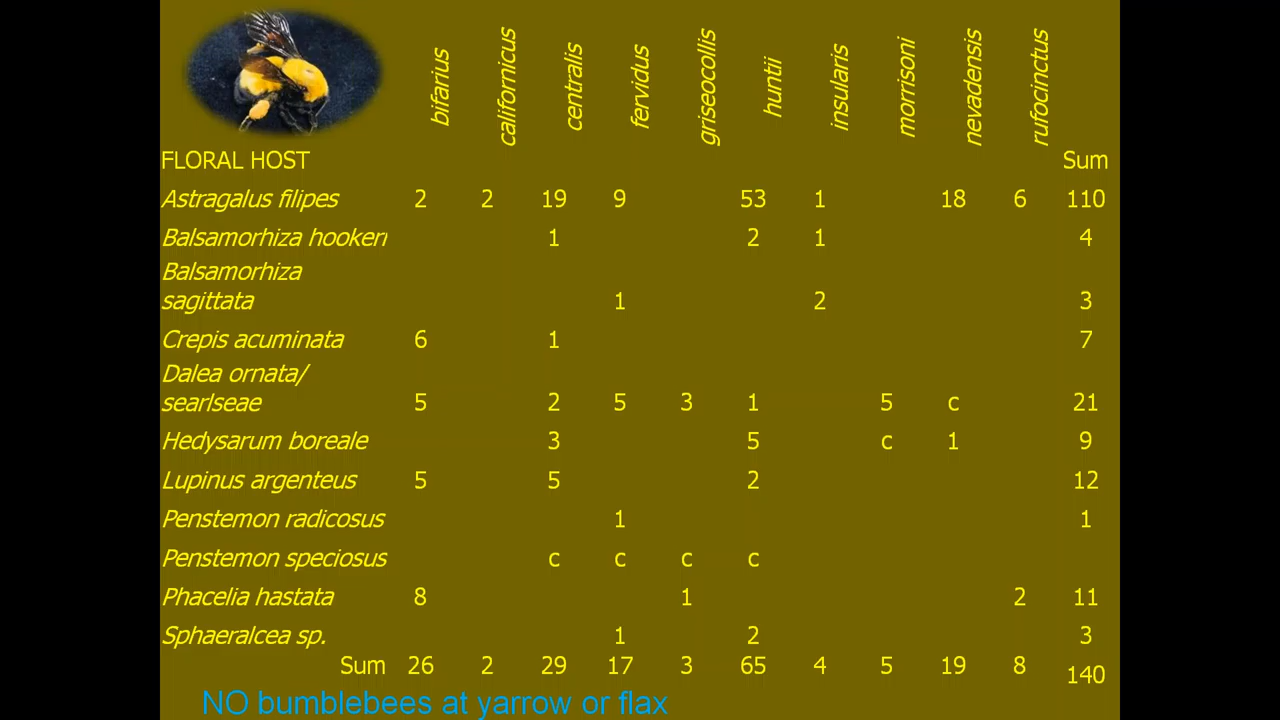 bifarius californicus centralis fervidus griseocollis huntii insularis morrisoni nevadensis rufocinctus
FLORAL HOST Sum
Astragalus filipes 2 2 19 9 53 1 18 6 110
Balsamorhiza hookeri 1 2 1 4
Balsamorhiza
sagittata 1 2 3
Crepis acuminata 6 1 7
Dalea ornata/
searlseae 5 2 5 3 1 5 c 21
Hedysarum boreale 3 5 c 1 9
Lupinus argenteus 5 5 2 12
Penstemon radicosus 1 1
Penstemon speciosus c c c c
Phacelia hastata 8 1 2 11
Sphaeralcea sp. 1 2 3
Sum 26 2 29 17 3 65 4 5 19 8 140
NO bumblebees at yarrow or flax